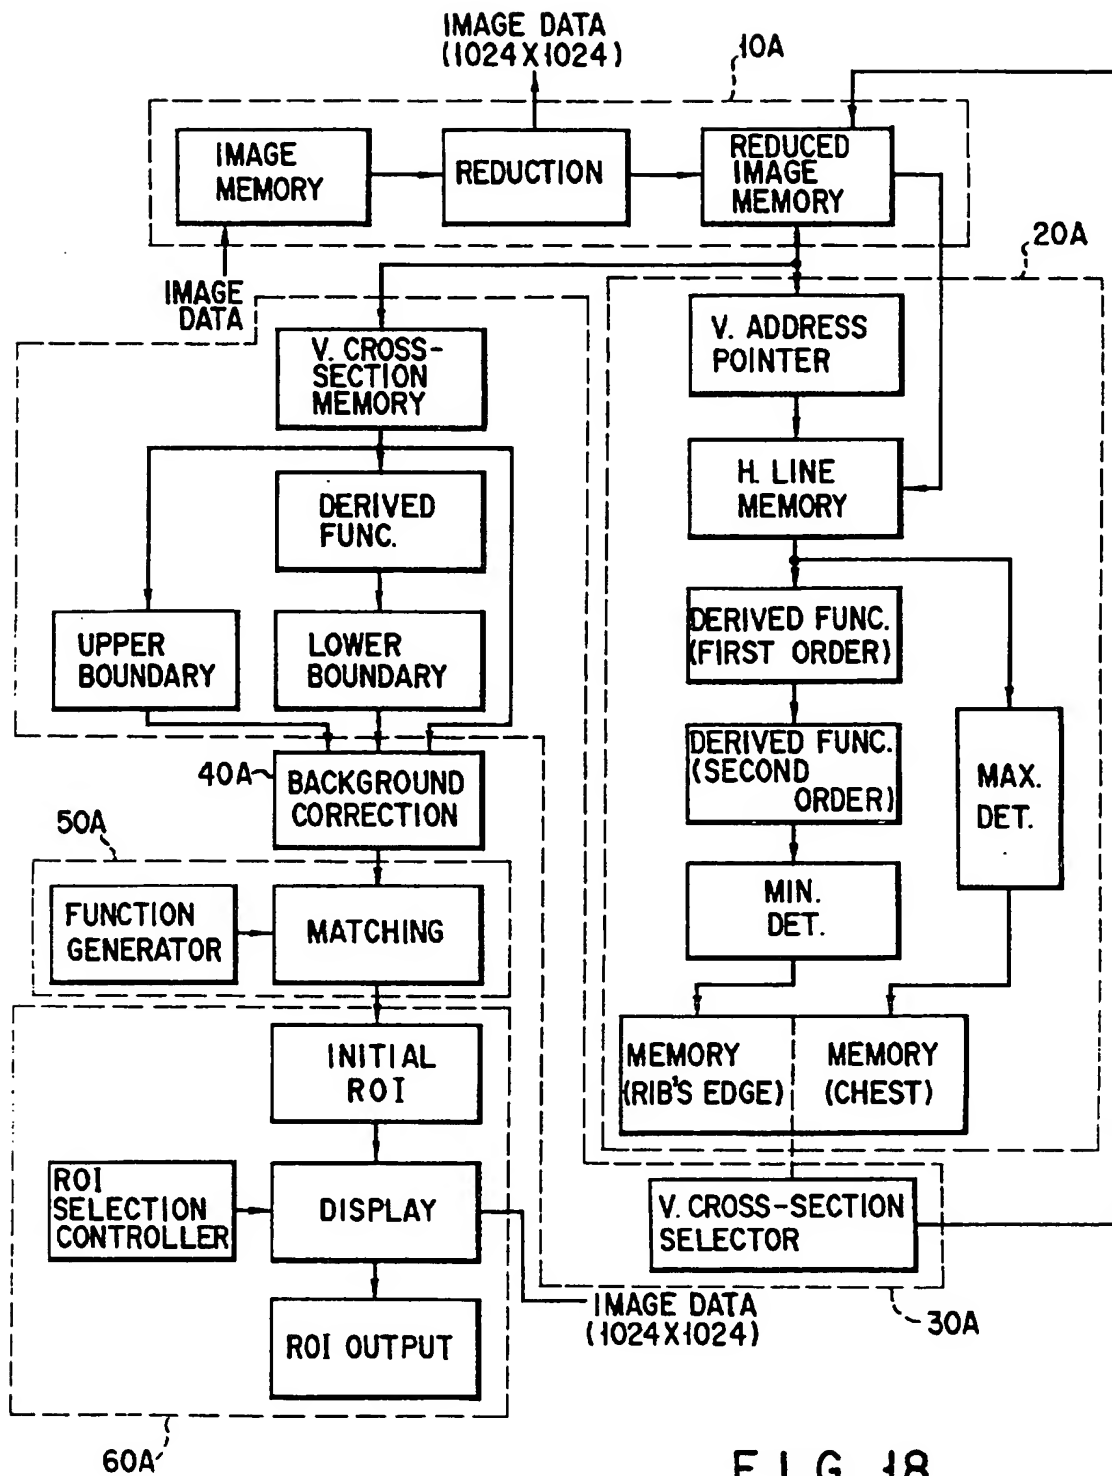 IMAGE DATA
(1024X1024)
10A
IMAGE
MEMORY
REDUCTION
REDUCED
IMAGE
MEMORY
IMAGE
DATA
20A
V. CROSS-
SECTION
MEMORY
V. ADDRESS
POINTER
H. LINE
MEMORY
DERIVED
FUNC.
DERIVED FUNC.
(FIRST ORDER)
UPPER
BOUNDARY
LOWER
BOUNDARY
DERIVED FUNC.
(SECOND
ORDER)
MAX.
DET.
40A
BACKGROUND
CORRECTION
50A
MIN.
DET.
FUNCTION
GENERATOR
MATCHING
INITIAL
ROI
MEMORY
(RIB'S EDGE)
MEMORY
(CHEST)
ROI
SELECTION
CONTROLLER
DISPLAY
V. CROSS-SECTION
SELECTOR
IMAGE DATA
(1024X1024)
30A
ROI OUTPUT
60A
FIG. 18